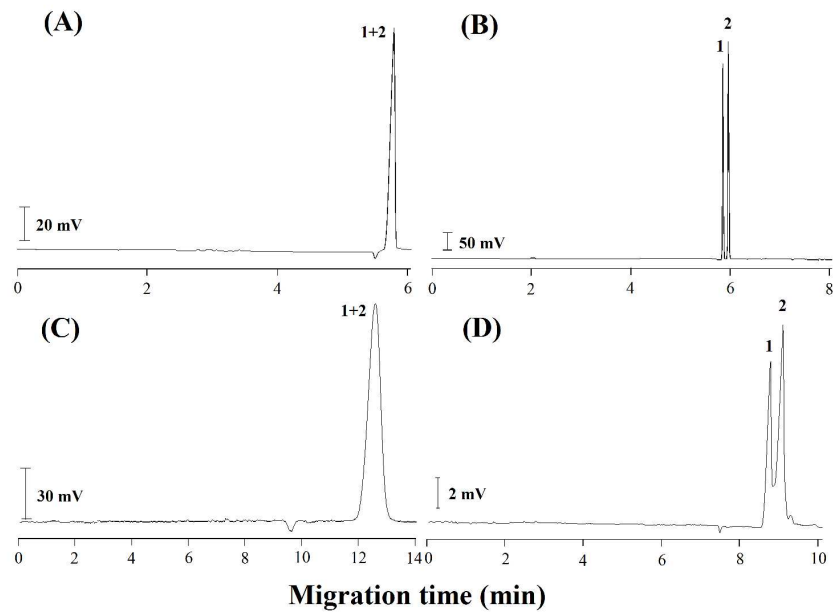 (A)
1+2
20 mV
0 2 4 6
(B)
1 2
50 mV
0 2 4 6 8
(C)
1+2
30 mV
0 2 4 6 8 10 12 14
(D)
1 2
2 mV
0 2 4 6 8 10
Migration time (min)